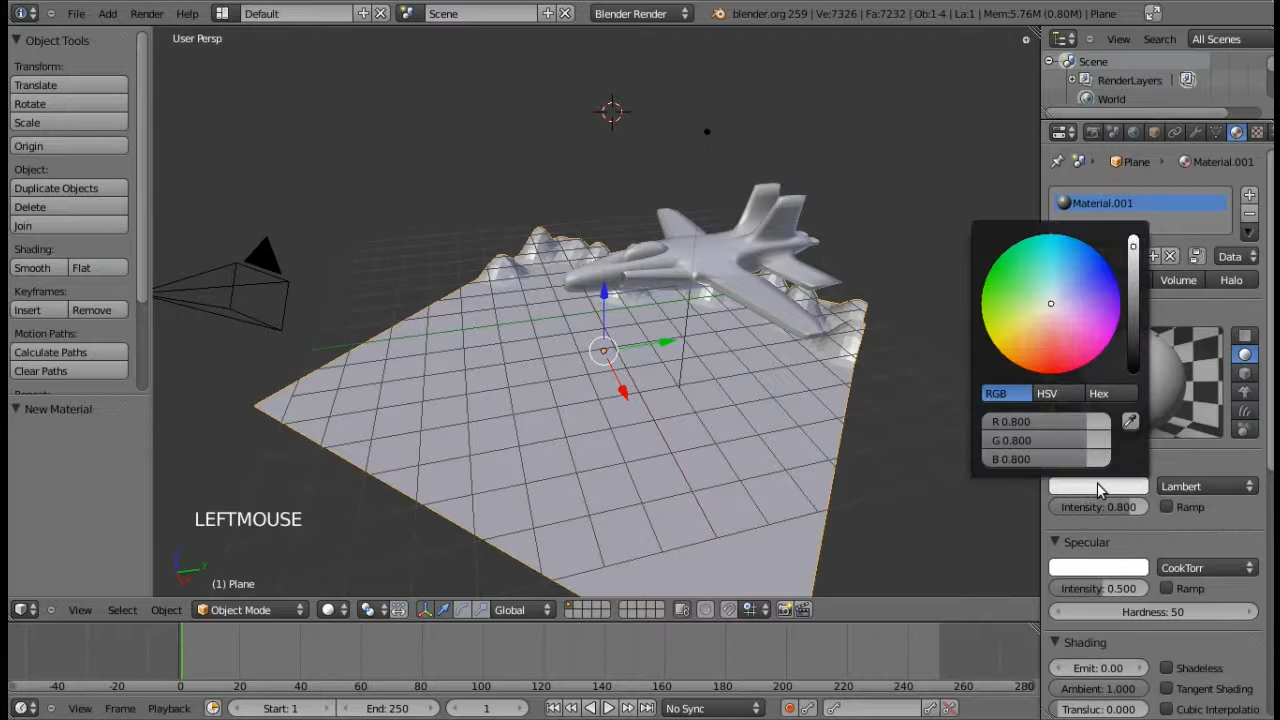 File Add Render Help Default Scene Blender Render blender.org 259 | Ve:7326 | Fa:7232 | Ob:1-4 | La:1 | Mem:5.76M (0.80M) | Plane
Object Tools
Transform:
Translate
Rotate
Scale
Origin
Object:
Duplicate Objects
Delete
Join
Shading:
Smooth Flat
Keyframes:
Insert Remove
Motion Paths:
Calculate Paths
Clear Paths
New Material
User Persp
LEFTMOUSE
(1) Plane
View Search All Scenes
Scene
RenderLayers
World
Plane Material.001
Material.001
Data
Volume Halo
RGB HSV Hex
R 0.800
G 0.800
B 0.800
Lambert
Intensity: 0.800 Ramp
Specular
CookTorr
Intensity: 0.500 Ramp
Hardness: 50
Shading
Emit: 0.00 Shadeless
Ambient: 1.000 Tangent Shading
Transluc: 0.000 Cubic Interpolatio
View Select Object Object Mode Global
-40 -20 0 20 40 60 80 100 120 140 160 180 200 220 240 260 280
View Frame Playback Start: 1 End: 250 1 No Sync